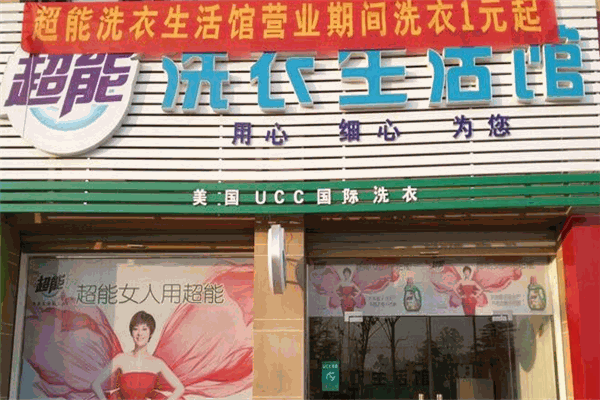 超能洗衣生活馆营业期间洗衣1元起
超能 洗衣生活馆
用心 细心 为您
美国UCC国际洗衣
超能
超能女人用超能
UCC